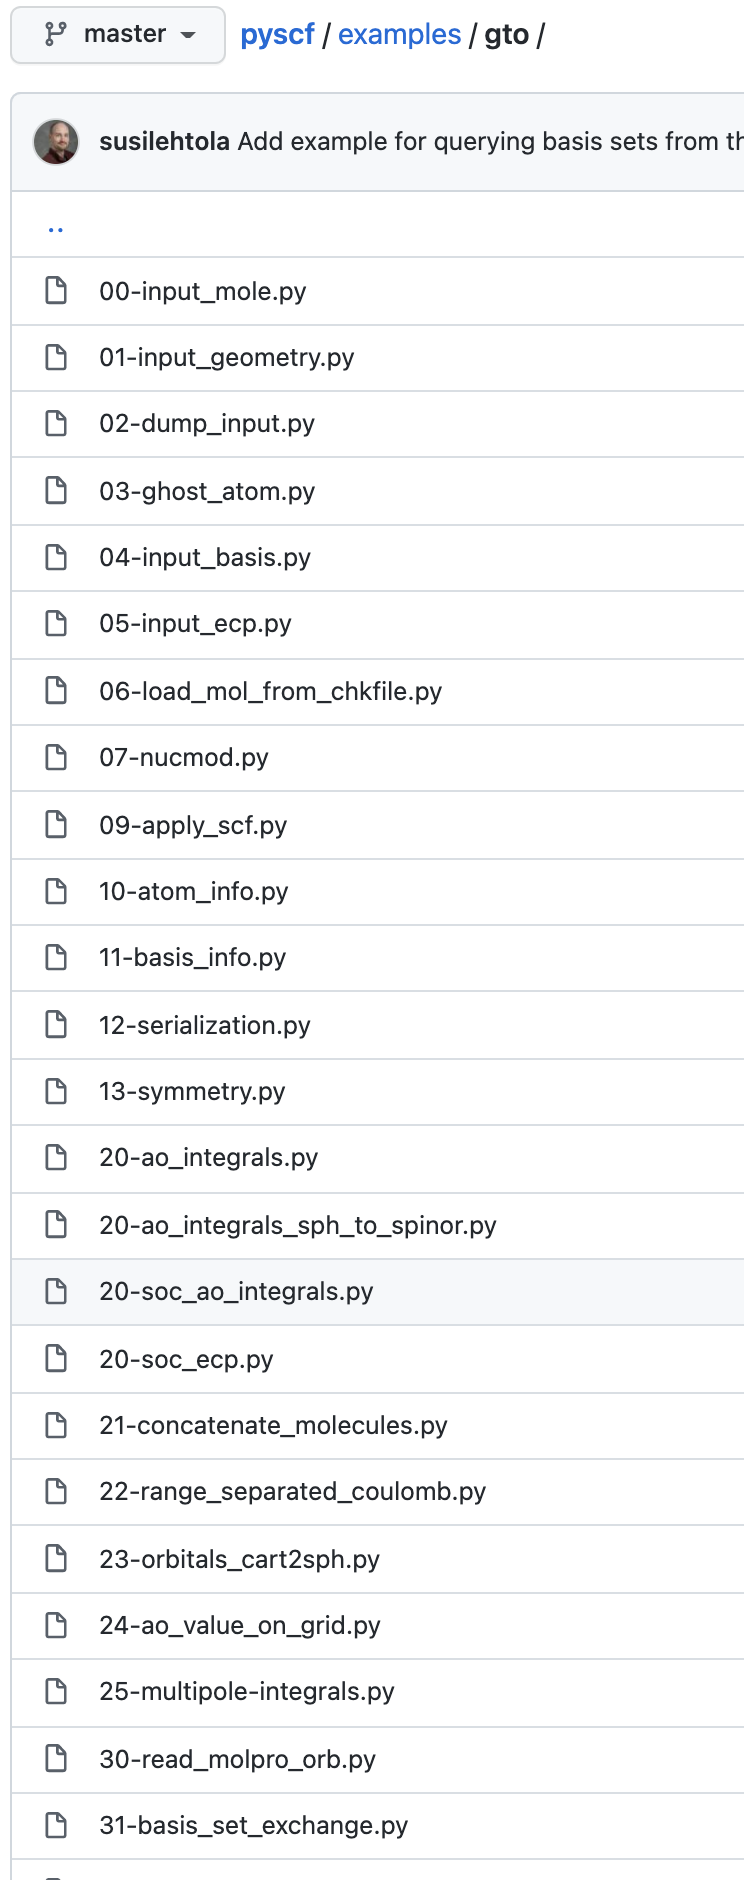 master pyscf / examples / gto /
susilehtola Add example for querying basis sets from th
..
00-input_mole.py
01-input_geometry.py
02-dump_input.py
03-ghost_atom.py
04-input_basis.py
05-input_ecp.py
06-load_mol_from_chkfile.py
07-nucmod.py
09-apply_scf.py
10-atom_info.py
11-basis_info.py
12-serialization.py
13-symmetry.py
20-ao_integrals.py
20-ao_integrals_sph_to_spinor.py
20-soc_ao_integrals.py
20-soc_ecp.py
21-concatenate_molecules.py
22-range_separated_coulomb.py
23-orbitals_cart2sph.py
24-ao_value_on_grid.py
25-multipole-integrals.py
30-read_molpro_orb.py
31-basis_set_exchange.py